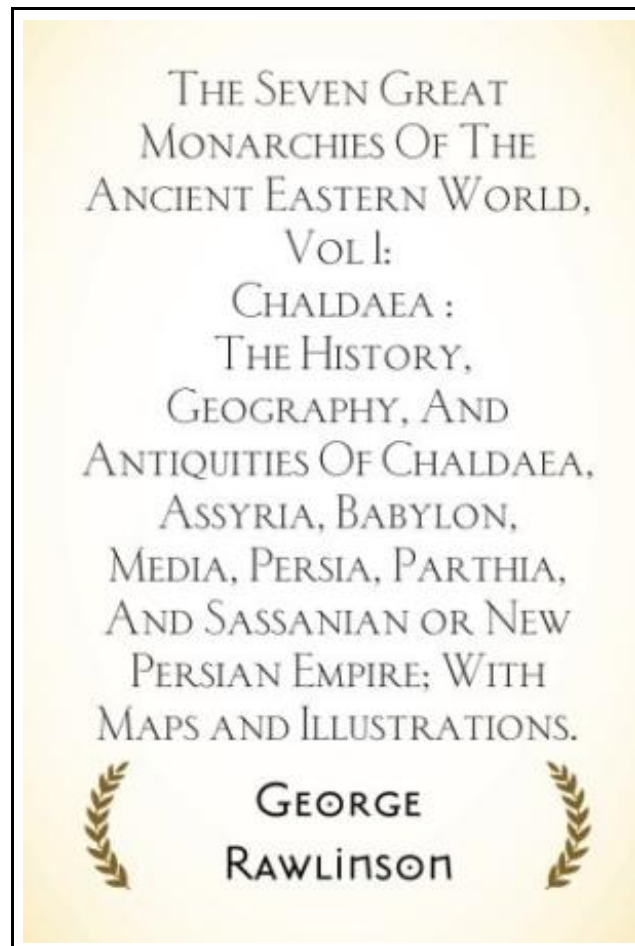 The Seven Great
Monarchies Of The
Ancient Eastern World,
Vol 1:
Chaldaea :
The History,
Geography, And
Antiquities Of Chaldaea,
Assyria, Babylon,
Media, Persia, Parthia,
And Sassanian or New
Persian Empire; With
Maps and Illustrations.
George
Rawlinson